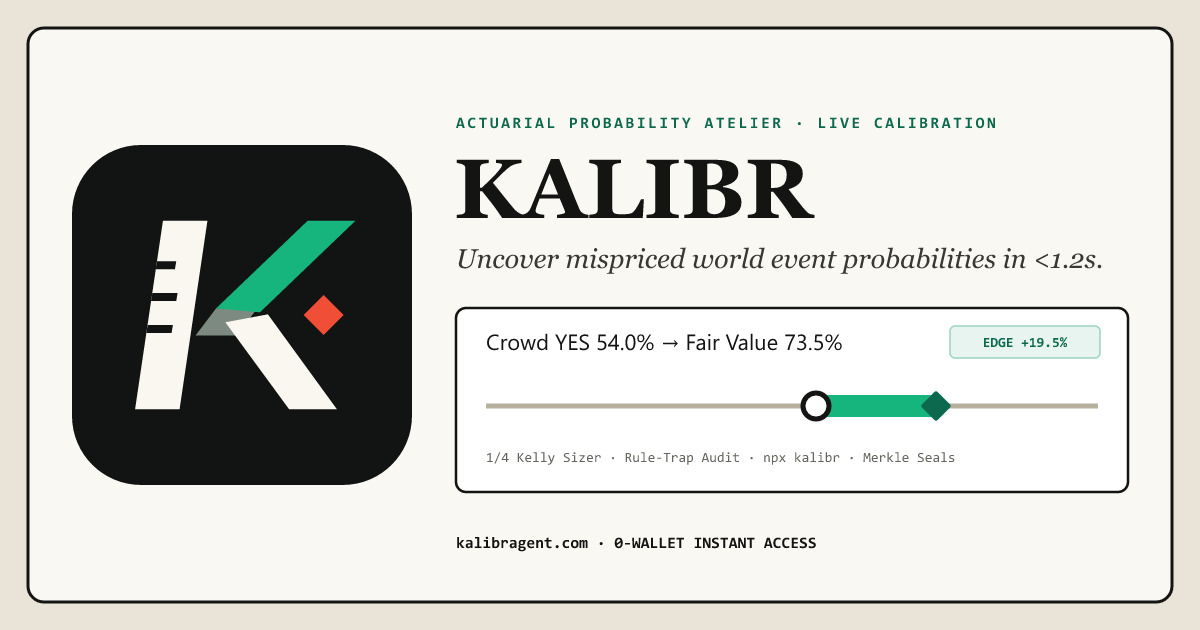 ACTUARIAL PROBABILITY ATELIER · LIVE CALIBRATION
KALIBR
Uncover mispriced world event probabilities in <1.2s.
Crowd YES 54.0% → Fair Value 73.5%
EDGE +19.5%
1/4 Kelly Sizer · Rule-Trap Audit · npx kalibr · Merkle Seals
kalibragent.com · 0-WALLET INSTANT ACCESS